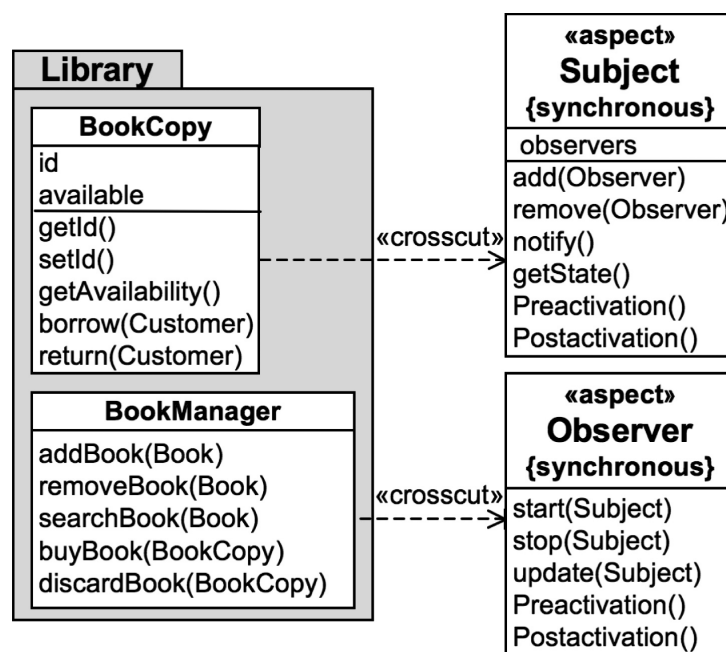 Library
BookCopy
id
available
getId()
setId()
getAvailability()
borrow(Customer)
return(Customer)
BookManager
addBook(Book)
removeBook(Book)
searchBook(Book)
buyBook(BookCopy)
discardBook(BookCopy)
«crosscut»
«crosscut»
«aspect»
Subject
{synchronous}
observers
add(Observer)
remove(Observer)
notify()
getState()
Preactivation()
Postactivation()
«aspect»
Observer
{synchronous}
start(Subject)
stop(Subject)
update(Subject)
Preactivation()
Postactivation()